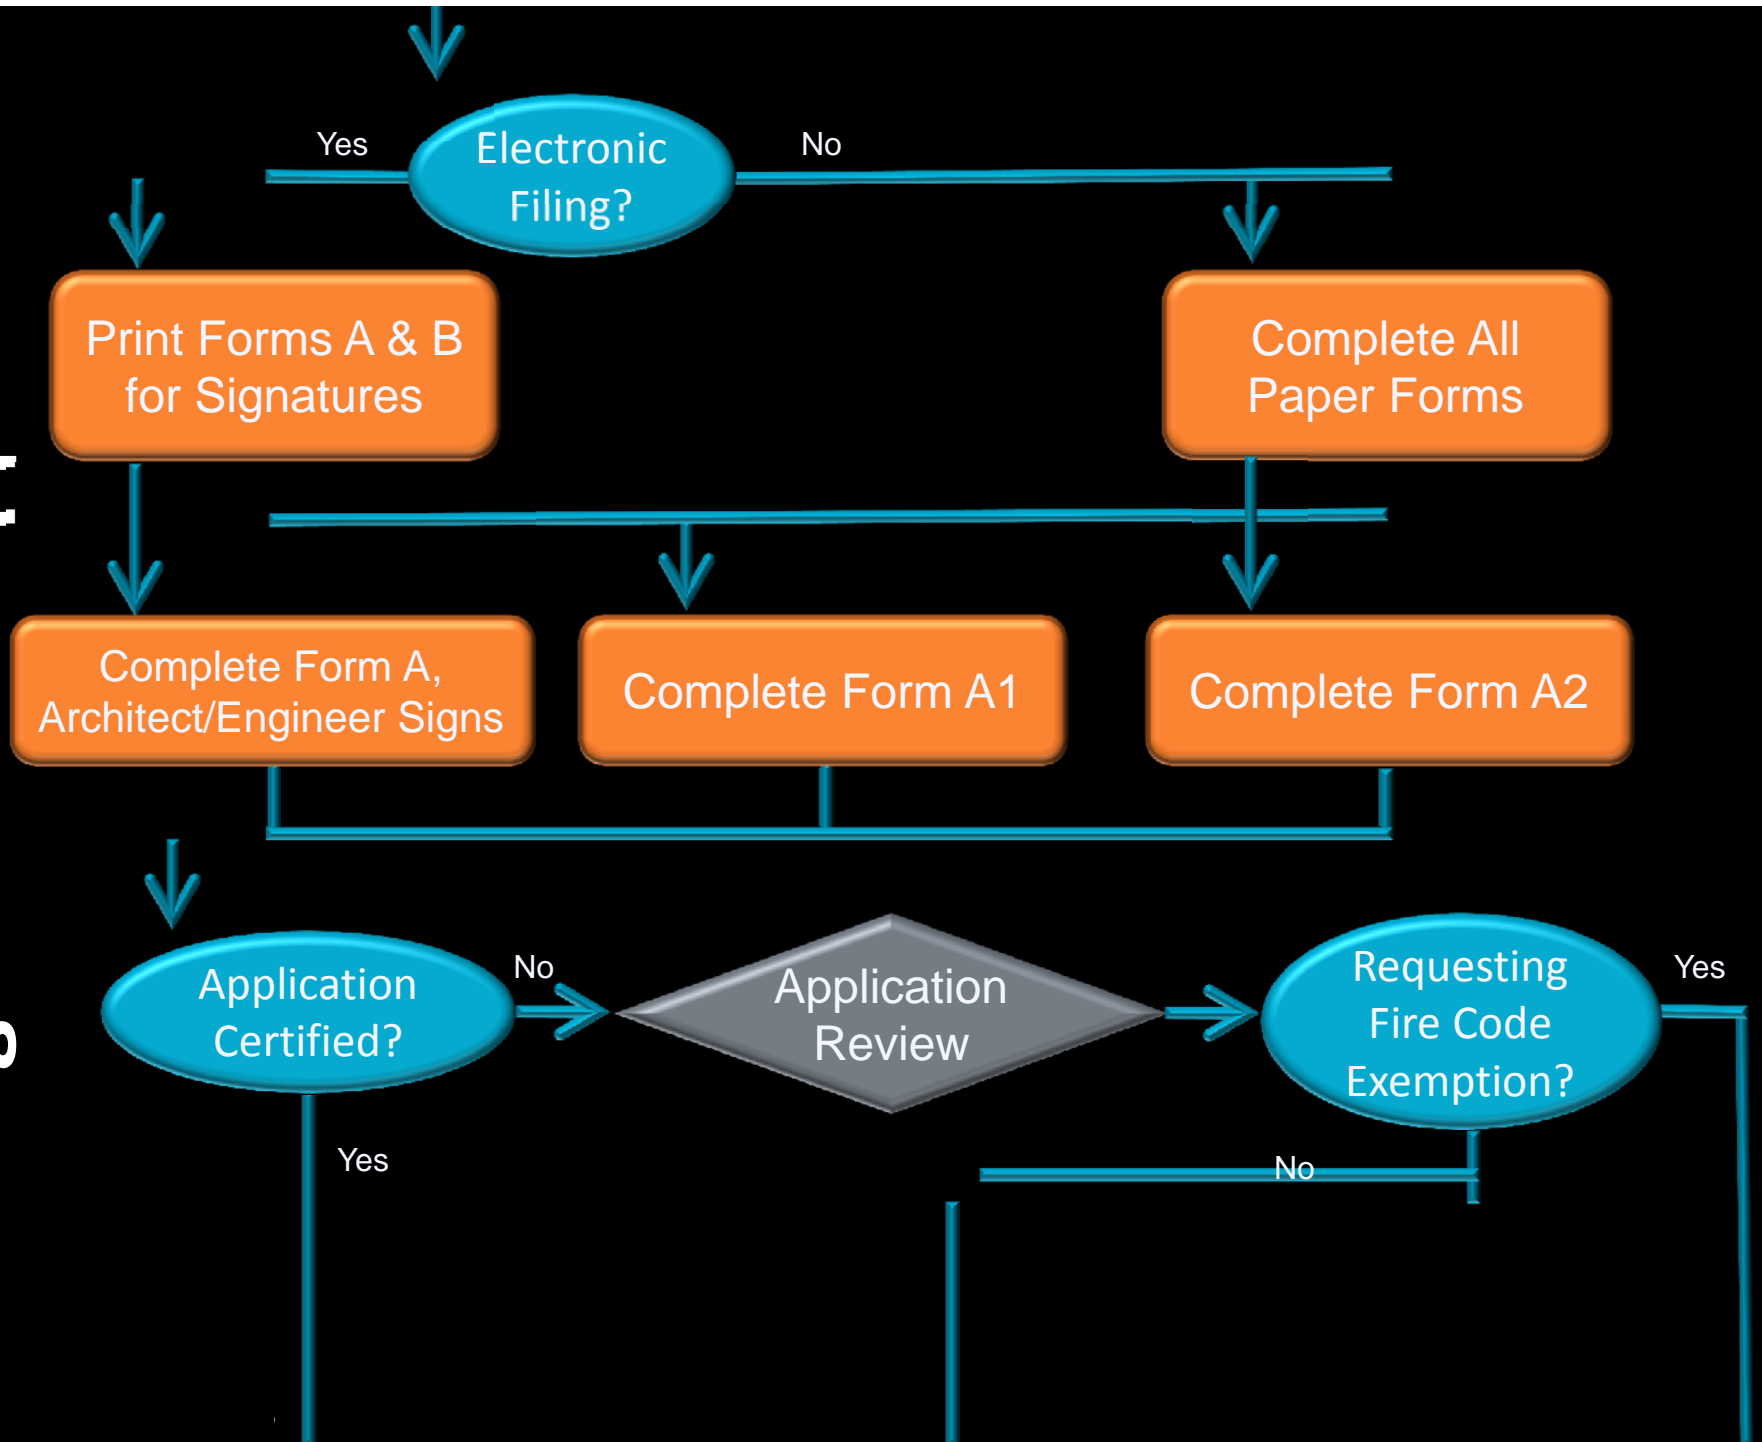 Yes
Electronic
Filing?
No
Print Forms A & B
for Signatures
Complete All
Paper Forms
Complete Form A,
Architect/Engineer Signs
Complete Form A1
Complete Form A2
Application
Certified?
No
Application
Review
Requesting
Fire Code
Exemption?
Yes
Yes
No